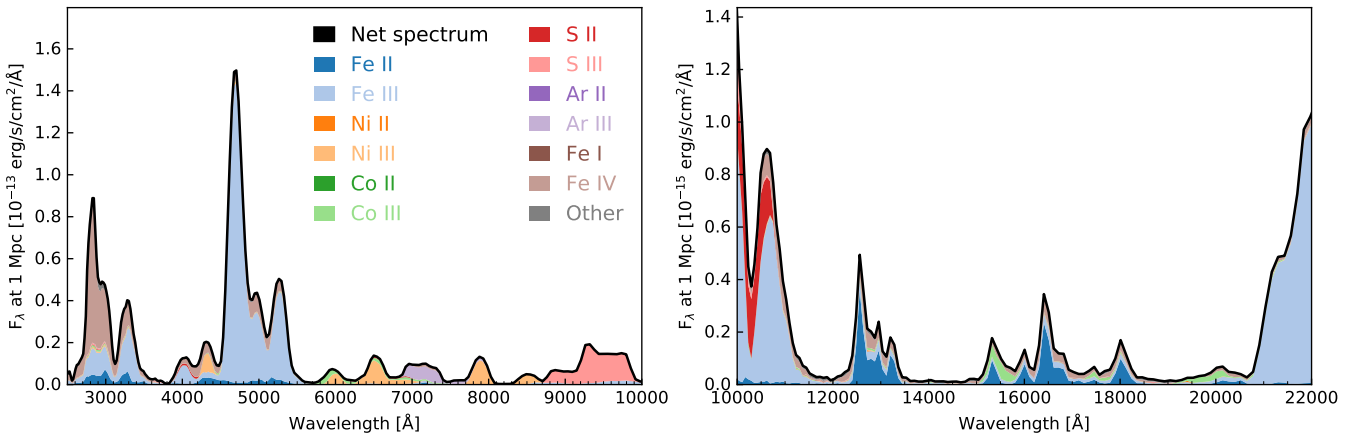 F_λ at 1 Mpc [10⁻¹³ erg/s/cm²/Å]
1.6
1.4
1.2
1.0
0.8
0.6
0.4
0.2
0.0
3000 4000 5000 6000 7000 8000 9000 10000
Wavelength [Å]
Net spectrum
Fe II
Fe III
Ni II
Ni III
Co II
Co III
S II
S III
Ar II
Ar III
Fe I
Fe IV
Other
F_λ at 1 Mpc [10⁻¹⁵ erg/s/cm²/Å]
1.4
1.2
1.0
0.8
0.6
0.4
0.2
0.0
10000 12000 14000 16000 18000 20000 22000
Wavelength [Å]